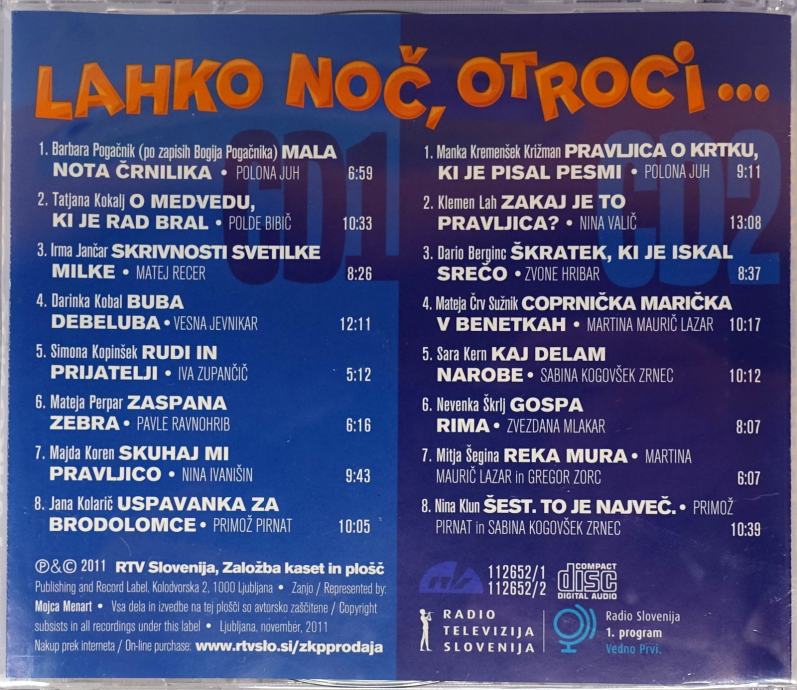 LAHKO NOČ, OTROCI...
CD1
1. Barbara Pogačnik (po zapisih Bogija Pogačnika) MALA
NOTA ČRNILIKA • POLONA JUH 6:59
2. Tatjana Kokalj O MEDVEDU,
KI JE RAD BRAL • POLDE BIBIČ 10:33
3. Irma Jančar SKRIVNOSTI SVETILKE
MILKE • MATEJ RECER 8:26
4. Darinka Kobal BUBA
DEBELUBA • VESNA JEVNIKAR 12:11
5. Simona Kopinšek RUDI IN
PRIJATELJI • IVA ZUPANČIČ 5:12
6. Mateja Perpar ZASPANA
ZEBRA • PAVLE RAVNOHRIB 6:16
7. Majda Koren SKUHAJ MI
PRAVLJICO • NINA IVANIŠIN 9:43
8. Jana Kolarič USPAVANKA ZA
BRODOLOMCE • PRIMOŽ PIRNAT 10:05
℗&© 2011 RTV Slovenija, Založba kaset in plošč
Publishing and Record Label, Kolodvorska 2, 1000 Ljubljana • Zanjo / Represented by:
Mojca Menart • Vsa dela in izvedbe na tej plošči so avtorsko zaščitene / Copyright
subsists in all recordings under this label • Ljubljana, november, 2011
Nakup prek interneta / On-line purchase: www.rtvslo.si/zkpprodaja
CD2
1. Manka Kremenšek Križman PRAVLJICA O KRTKU,
KI JE PISAL PESMI • POLONA JUH 9:11
2. Klemen Lah ZAKAJ JE TO
PRAVLJICA? • NINA VALIČ 13:08
3. Dario Berginc ŠKRATEK, KI JE ISKAL
SREČO • ZVONE HRIBAR 8:37
4. Mateja Črv Sužnik COPRNIČKA MARIČKA
V BENETKAH • MARTINA MAURIČ LAZAR 10:17
5. Sara Kern KAJ DELAM
NAROBE • SABINA KOGOVŠEK ZRNEC 10:12
6. Nevenka Škrlj GOSPA
RIMA • ZVEZDANA MLAKAR 8:07
7. Mitja Šegina REKA MURA • MARTINA
MAURIČ LAZAR in GREGOR ZORC 6:07
8. Nina Klun ŠEST. TO JE NAJVEČ. • PRIMOŽ
PIRNAT in SABINA KOGOVŠEK ZRNEC 10:39
112652/1
112652/2
COMPACT
disc
DIGITAL AUDIO
RADIO
TELEVIZIJA
SLOVENIJA
Radio Slovenija
1. program
Vedno Prvi.